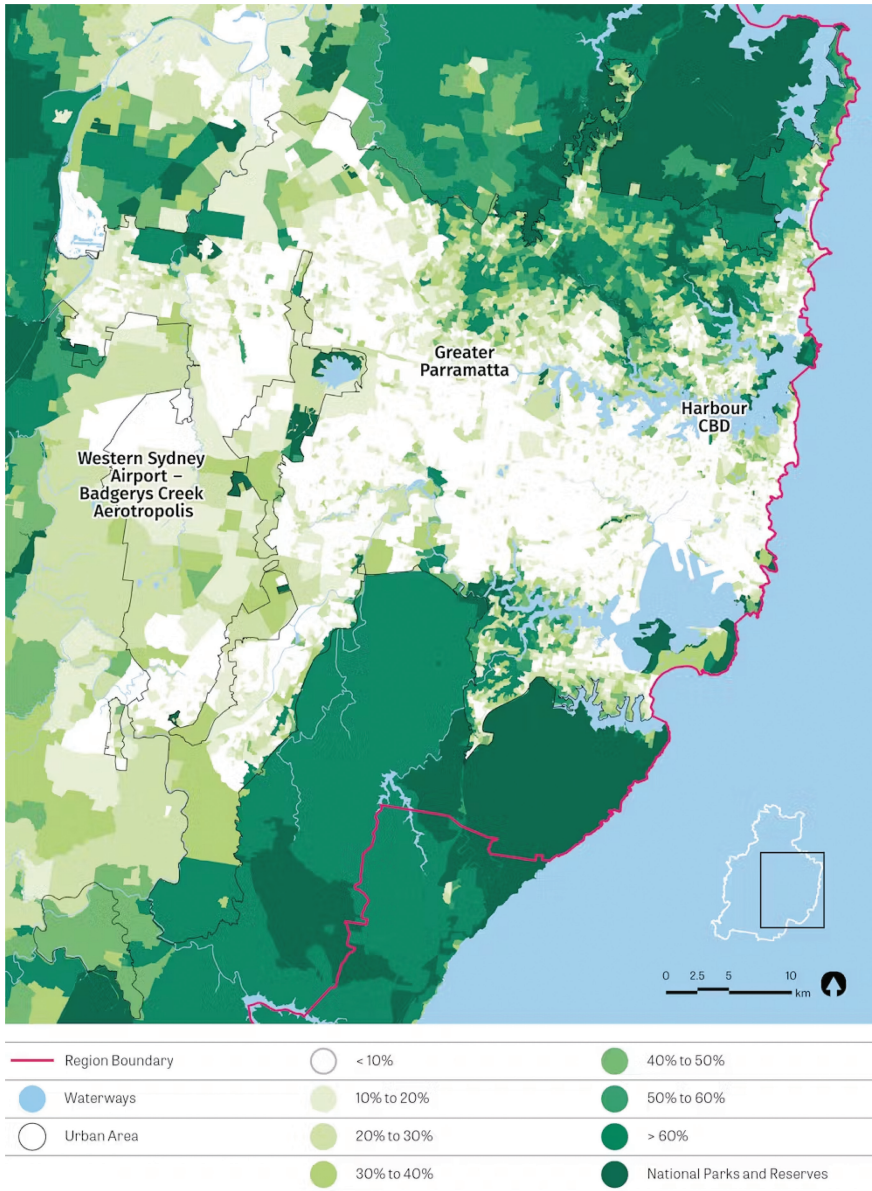 Greater
Parramatta
Harbour
CBD
Western Sydney
Airport –
Badgerys Creek
Aerotropolis
0 2.5 5 10
km
Region Boundary
< 10%
40% to 50%
Waterways
10% to 20%
50% to 60%
Urban Area
20% to 30%
> 60%
30% to 40%
National Parks and Reserves